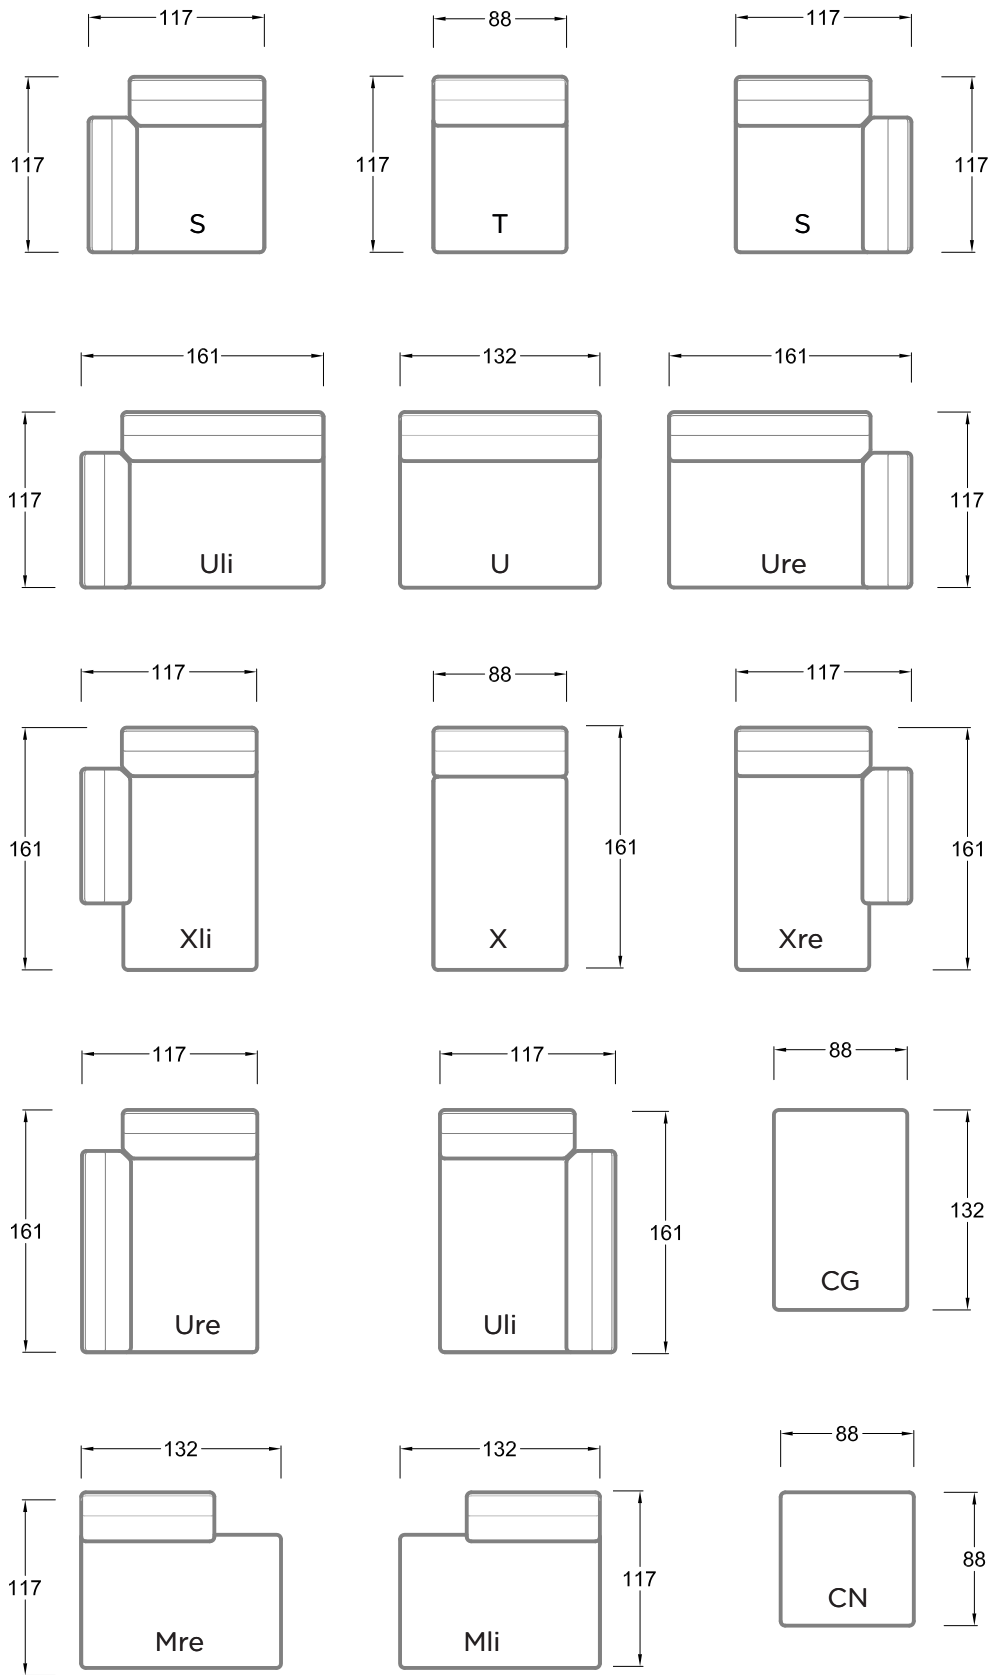 117 88 117
117 117 117
S T S
161 132 161
117 117
Uli U Ure
117 88 117
161 161 161
Xli X Xre
117 117 88
161 161 132
CG
Ure Uli
132 132 88
117 117 88
CN
Mre Mli